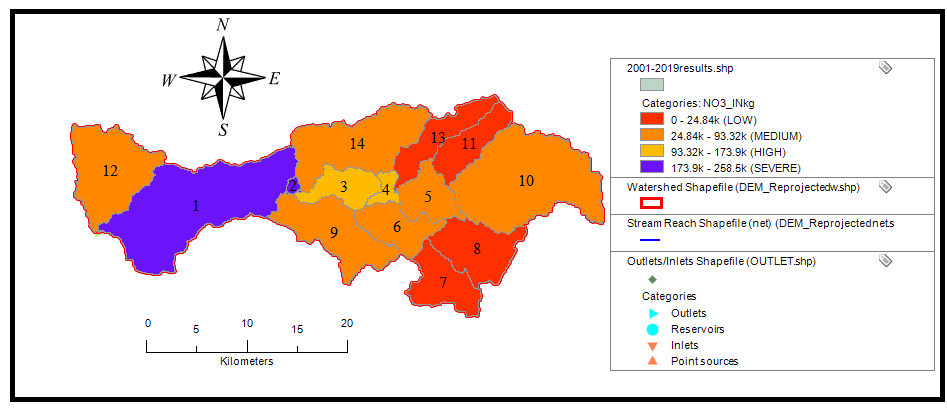 N
W E
S
12
1
2
14
3
4
13
11
10
5
9
6
8
7
0 10 20
5 15
Kilometers
2001-2019results.shp
Categories: NO3_INkg
0 - 24.84k (LOW)
24.84k - 93.32k (MEDIUM)
93.32k - 173.9k (HIGH)
173.9k - 258.5k (SEVERE)
Watershed Shapefile (DEM_Reprojectedw.shp)
Stream Reach Shapefile (net) (DEM_Reprojectednets
Outlets/Inlets Shapefile (OUTLET.shp)
Categories
Outlets
Reservoirs
Inlets
Point sources